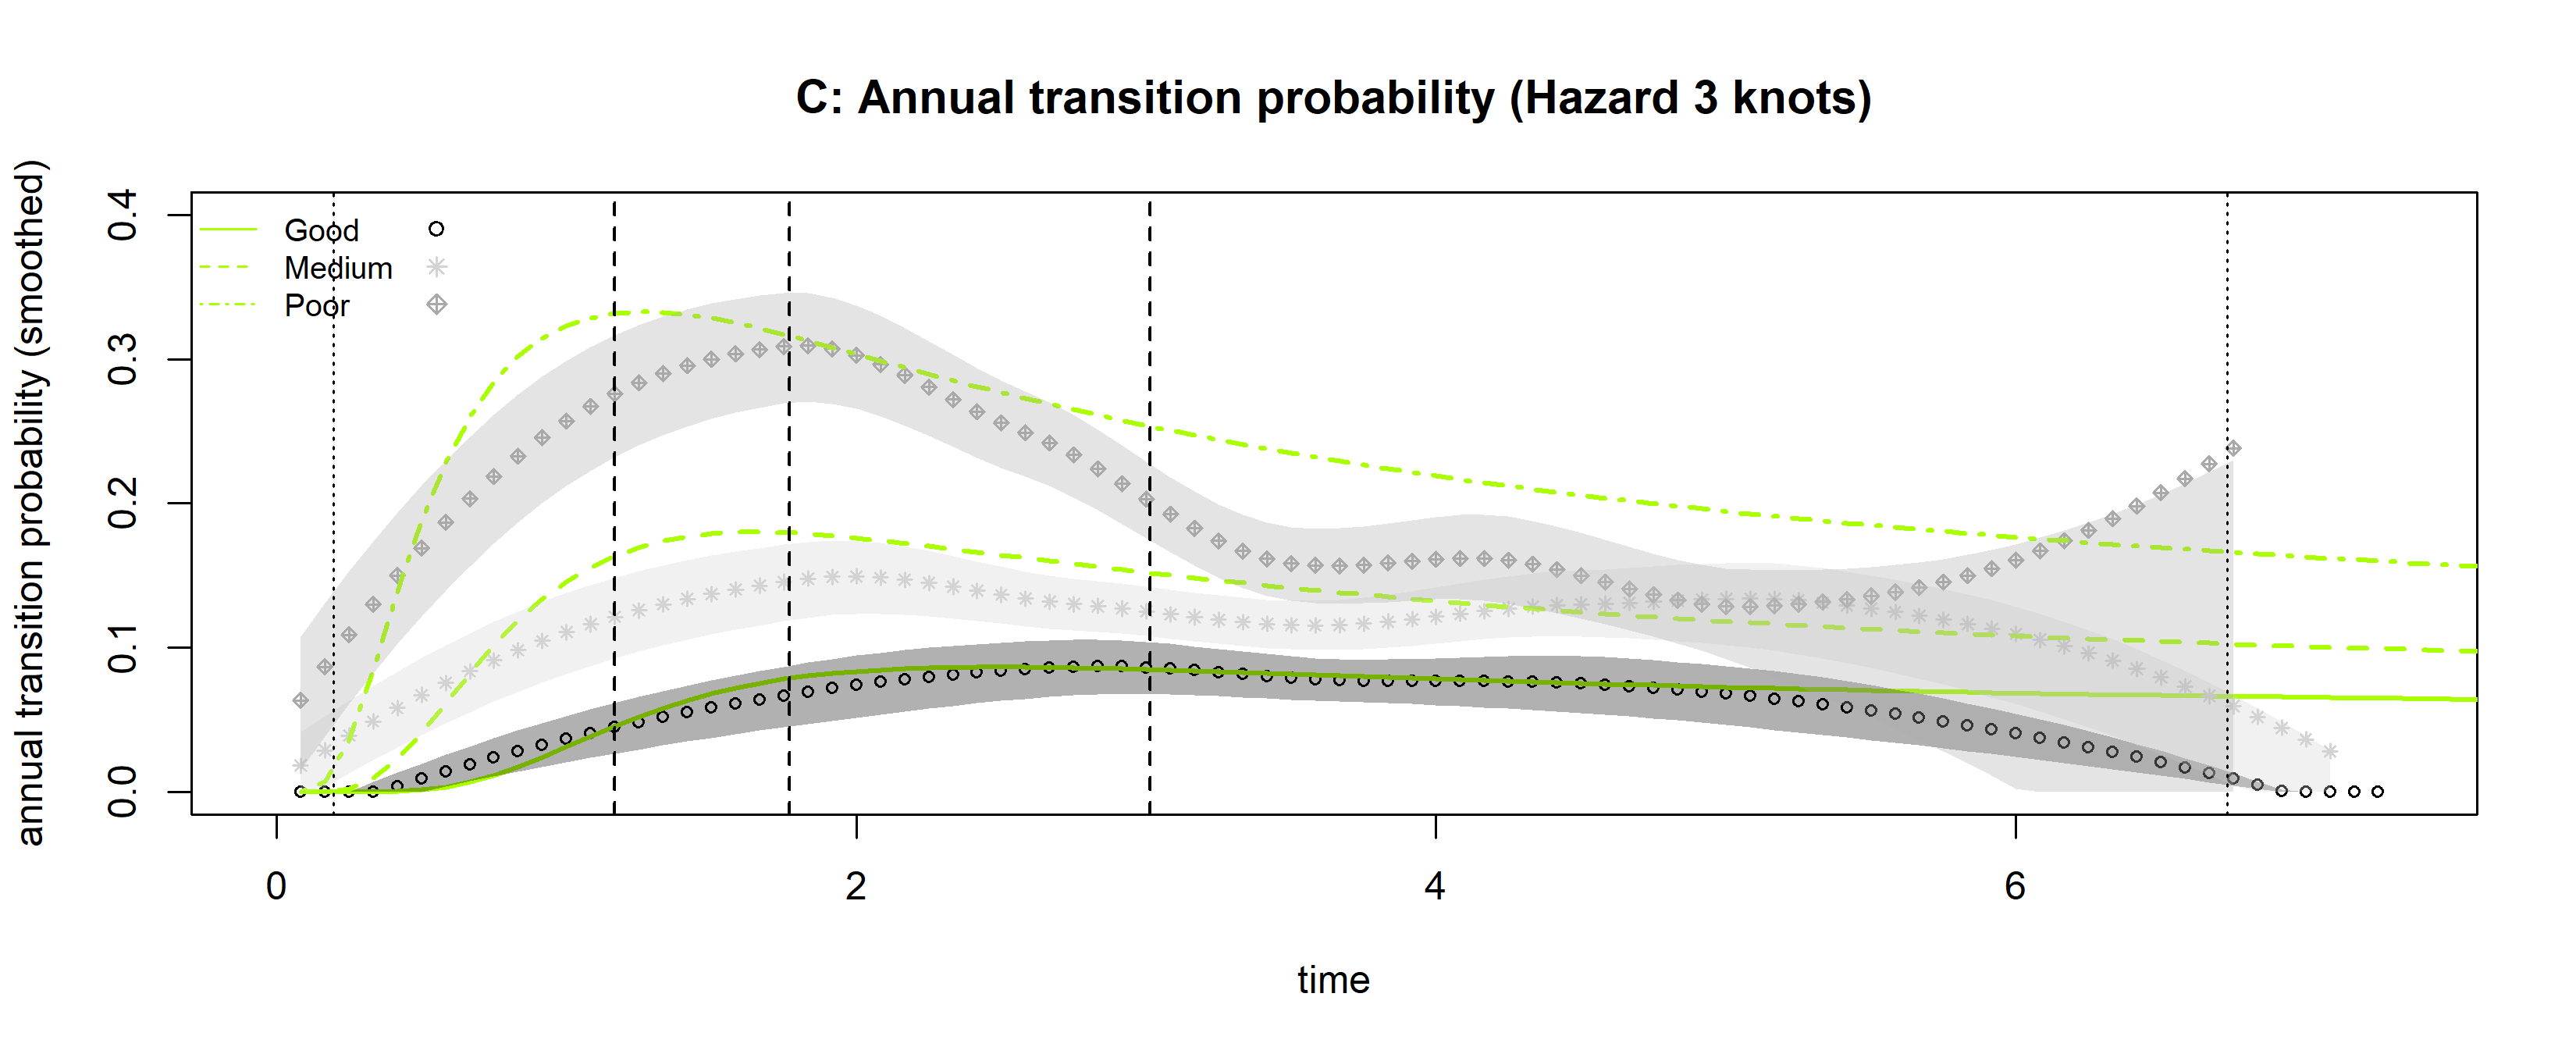 C: Annual transition probability (Hazard 3 knots)
annual transition probability (smoothed)
0.4
0.3
0.2
0.1
0.0
Good
Medium
Poor
0 2 4 6
time